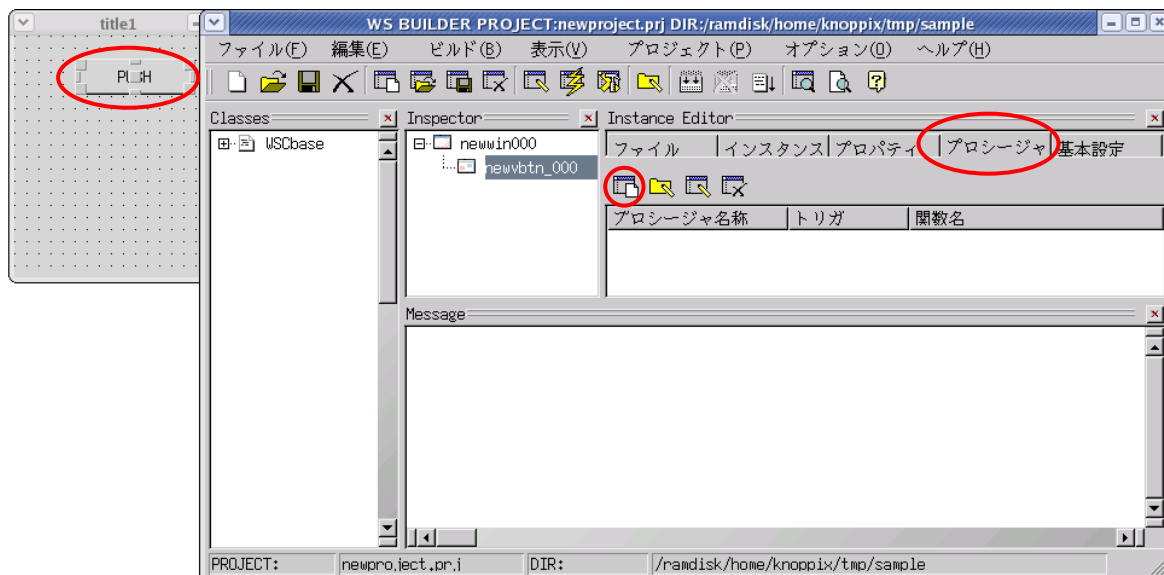 title1
PUSH
WS BUILDER PROJECT:newproject.prj DIR:/ramdisk/home/knoppix/tmp/sample
ファイル(F) 編集(E) ビルド(B) 表示(V) プロジェクト(P) オプション(O) ヘルプ(H)
Classes
WSCbase
Inspector
newwin000
newvbtn_000
Instance Editor
ファイル インスタンス プロパティ プロシージャ 基本設定
プロシージャ名称 トリガ 関数名
Message
PROJECT: newproject.prj DIR: /ramdisk/home/knoppix/tmp/sample